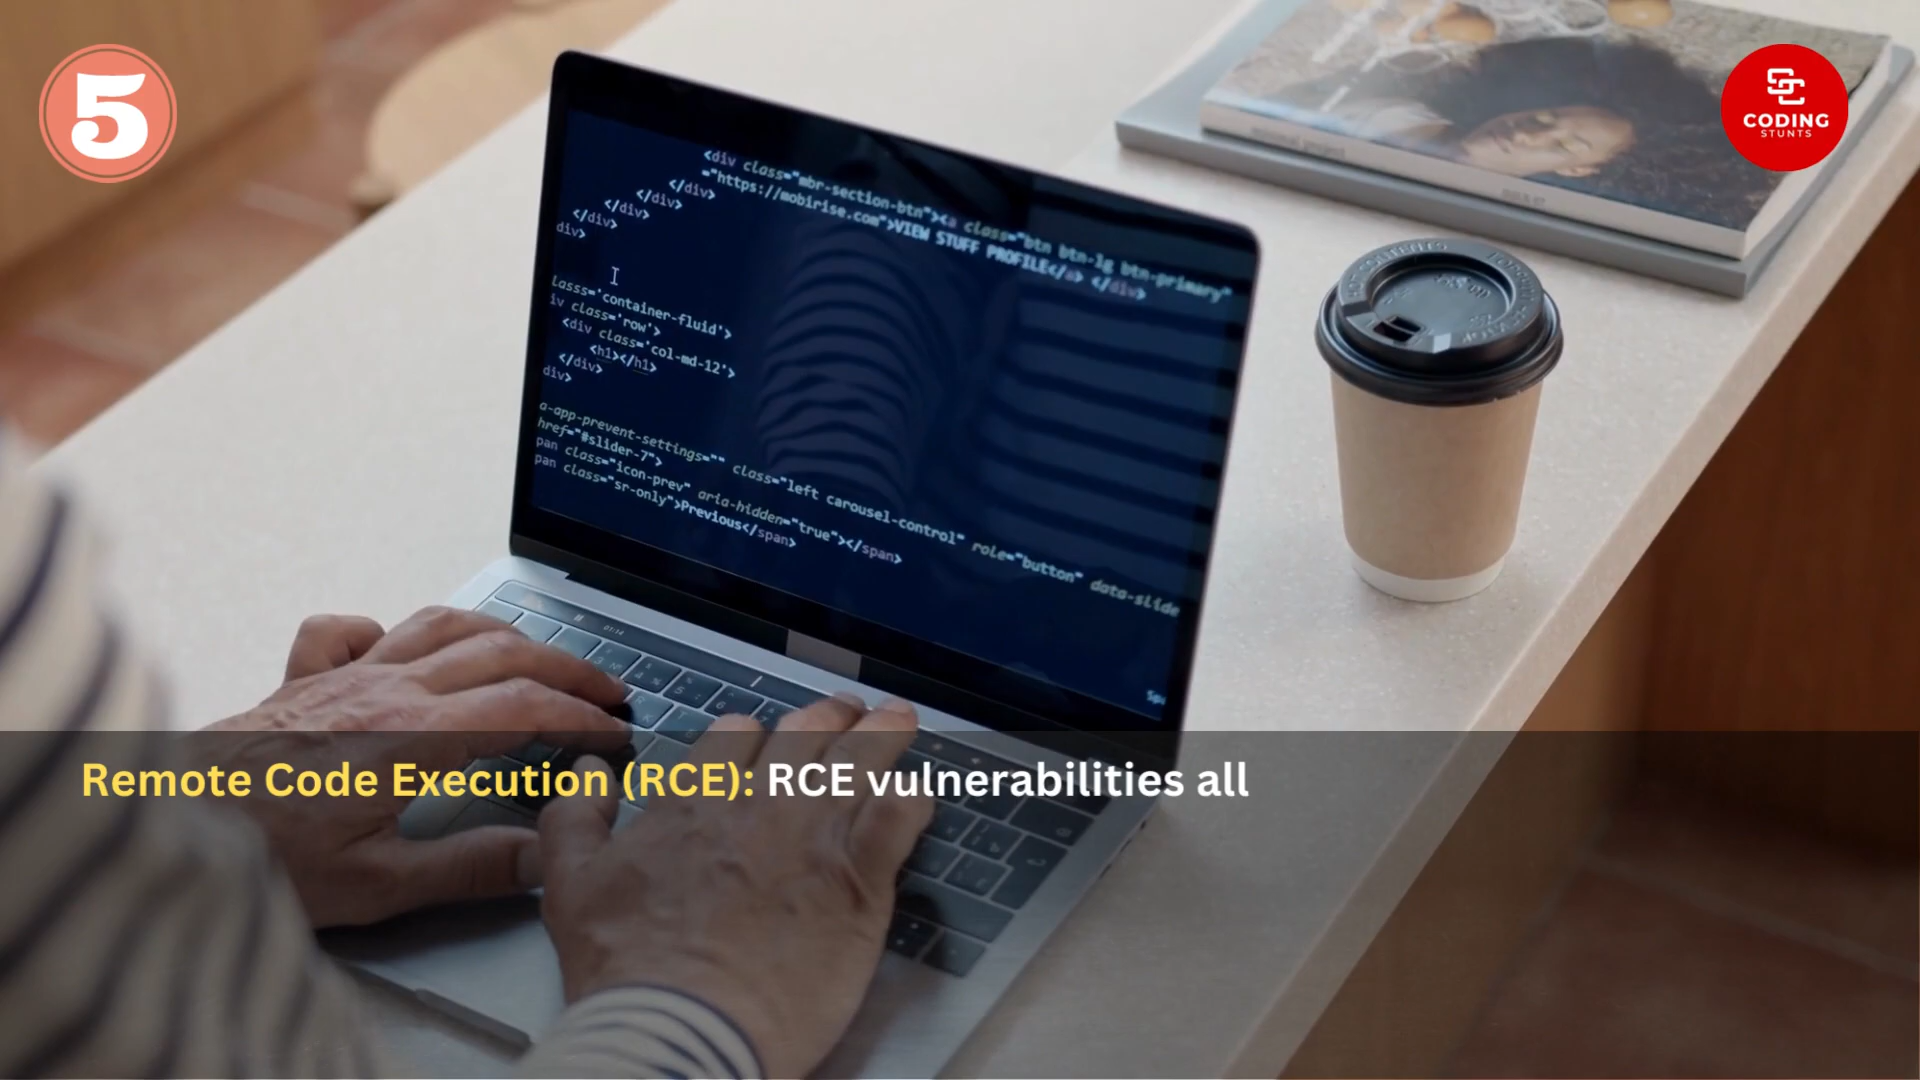 5
CODING
STUNTS
<div class="mbr-section-btn"><a class="btn btn-lg btn-primary"
="https://mobirise.com">VIEW STUFF PROFILE</a> </div>
</div>
</div>
</div>
</div>
div>
lass='container-fluid'>
iv class='row'>
<div class='col-md-12'>
<h1></h1>
</div>
div>
a-app-prevent-settings="" class="left carousel-control" role="button" data-slide
href="#slider-7">
pan class="icon-prev" aria-hidden="true"></span>
pan class="sr-only">Previous</span>
Remote Code Execution (RCE): RCE vulnerabilities all